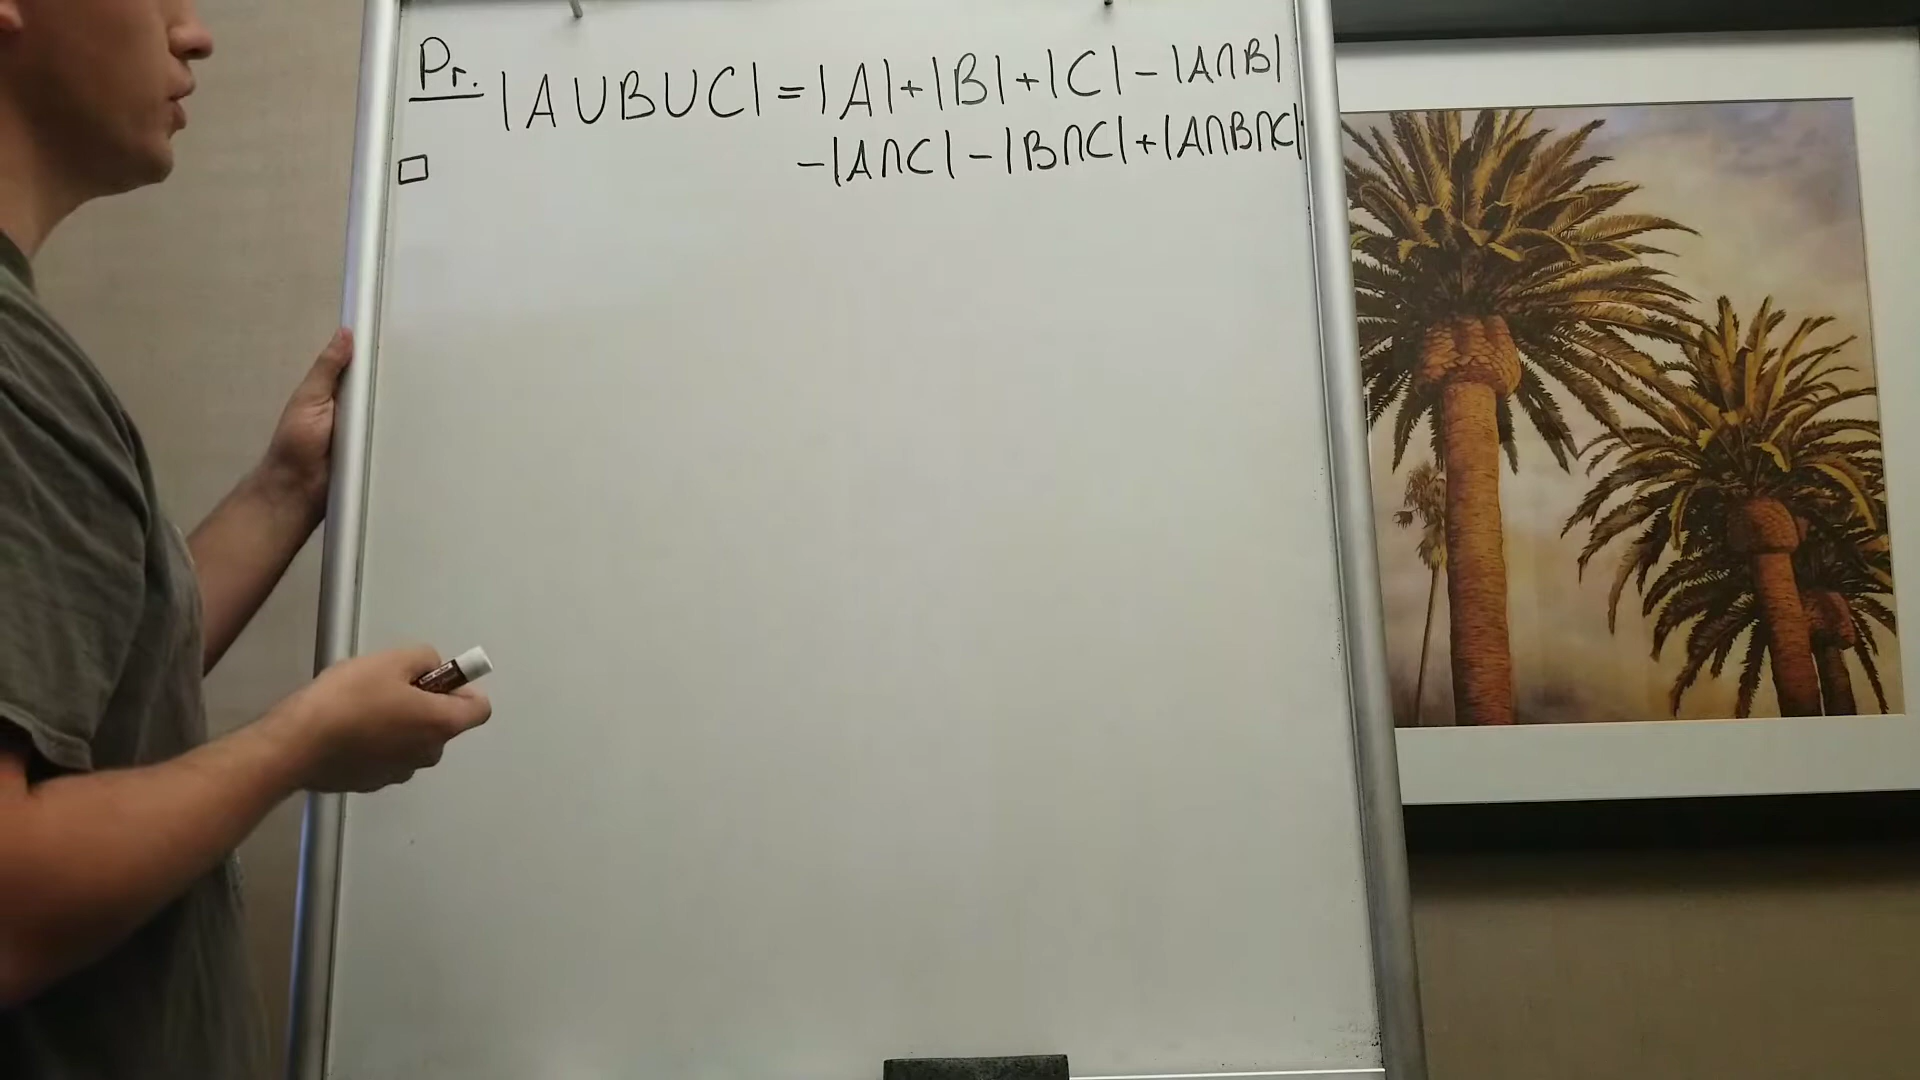 Pr. |A∪B∪C| = |A|+|B|+|C| - |A∩B|
- |A∩C| - |B∩C| + |A∩B∩C|